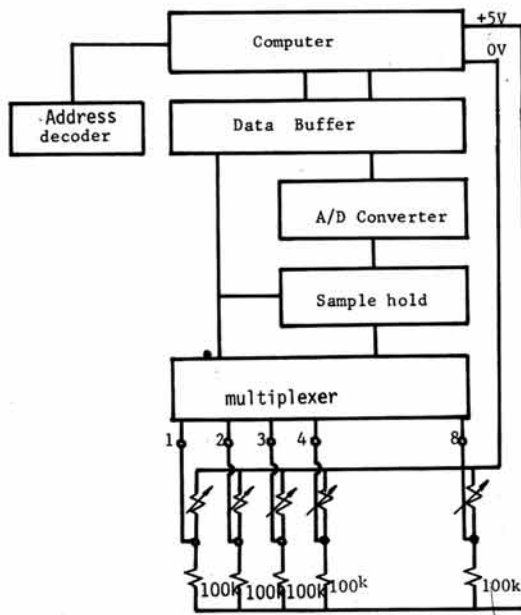 Computer
+5V
0V
Address
decoder
Data Buffer
A/D Converter
Sample hold
multiplexer
1 2 3 4 8
100k 100k 100k 100k 100k